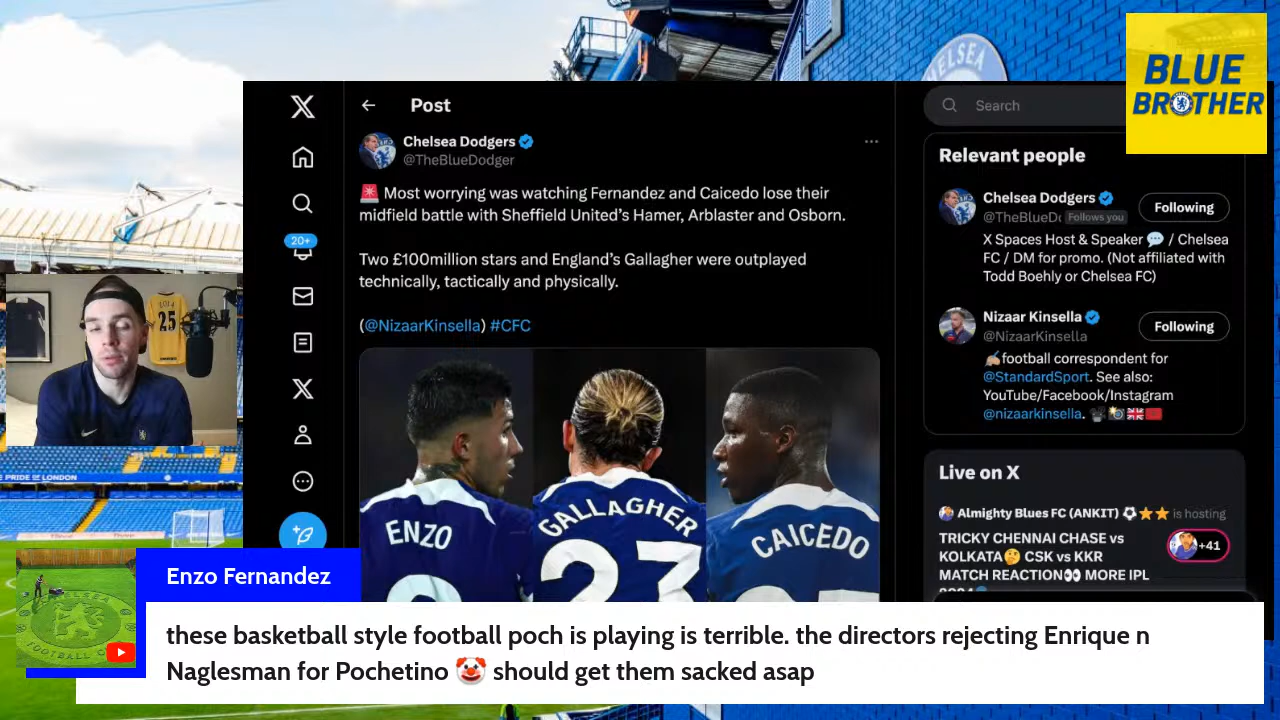 CHELSEA
BLUE
BROTHER
Post
Search
Chelsea Dodgers
@TheBlueDodger
🚨 Most worrying was watching Fernandez and Caicedo lose their
midfield battle with Sheffield United's Hamer, Arblaster and Osborn.
Two £100million stars and England's Gallagher were outplayed
technically, tactically and physically.
(@NizaarKinsella) #CFC
ENZO
GALLAGHER
23
CAICEDO
20+
Relevant people
Chelsea Dodgers
Following
@TheBlueDo Follows you
X Spaces Host & Speaker 💬 / Chelsea
FC / DM for promo. (Not affiliated with
Todd Boehly or Chelsea FC)
Nizaar Kinsella
Following
@NizaarKinsella
✍🏽football correspondent for
@StandardSport. See also:
YouTube/Facebook/Instagram
@nizaarkinsella. 🎥📸🇬🇧🇲🇦
Live on X
Almighty Blues FC (ANKIT) ⚽⭐⭐ is hosting
TRICKY CHENNAI CHASE vs
KOLKATA🤔 CSK vs KKR
MATCH REACTION👀 MORE IPL
+41
25
PRIDE OF LONDON
Enzo Fernandez
these basketball style football poch is playing is terrible. the directors rejecting Enrique n
Naglesman for Pochetino 🤡 should get them sacked asap